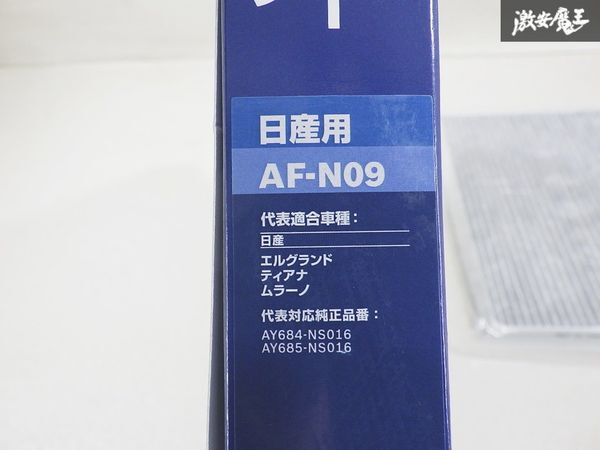 激安魔王
日産用
AF-N09
代表適合車種：
日産
エルグランド
ティアナ
ムラーノ
代表対応純正品番：
AY684-NS016
AY685-NS016